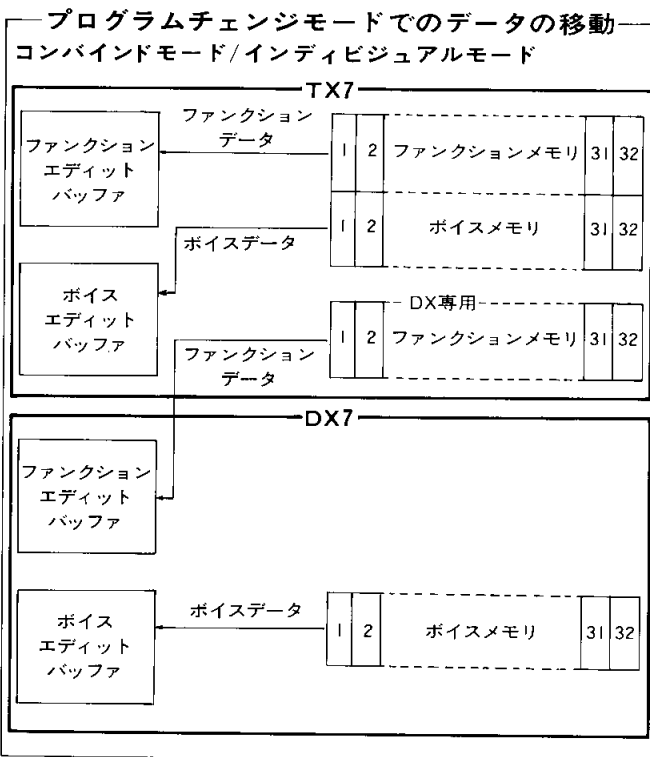 プログラムチェンジモードでのデータの移動
コンバインドモード/インディビジュアルモード
TX7
ファンクション
エディット
バッファ
ファンクション
データ
1 2 ファンクションメモリ 31 32
1 2 ボイスメモリ 31 32
ボイスデータ
ボイス
エディット
バッファ
DX専用
1 2 ファンクションメモリ 31 32
ファンクション
データ
DX7
ファンクション
エディット
バッファ
ボイス
エディット
バッファ
ボイスデータ
1 2 ボイスメモリ 31 32